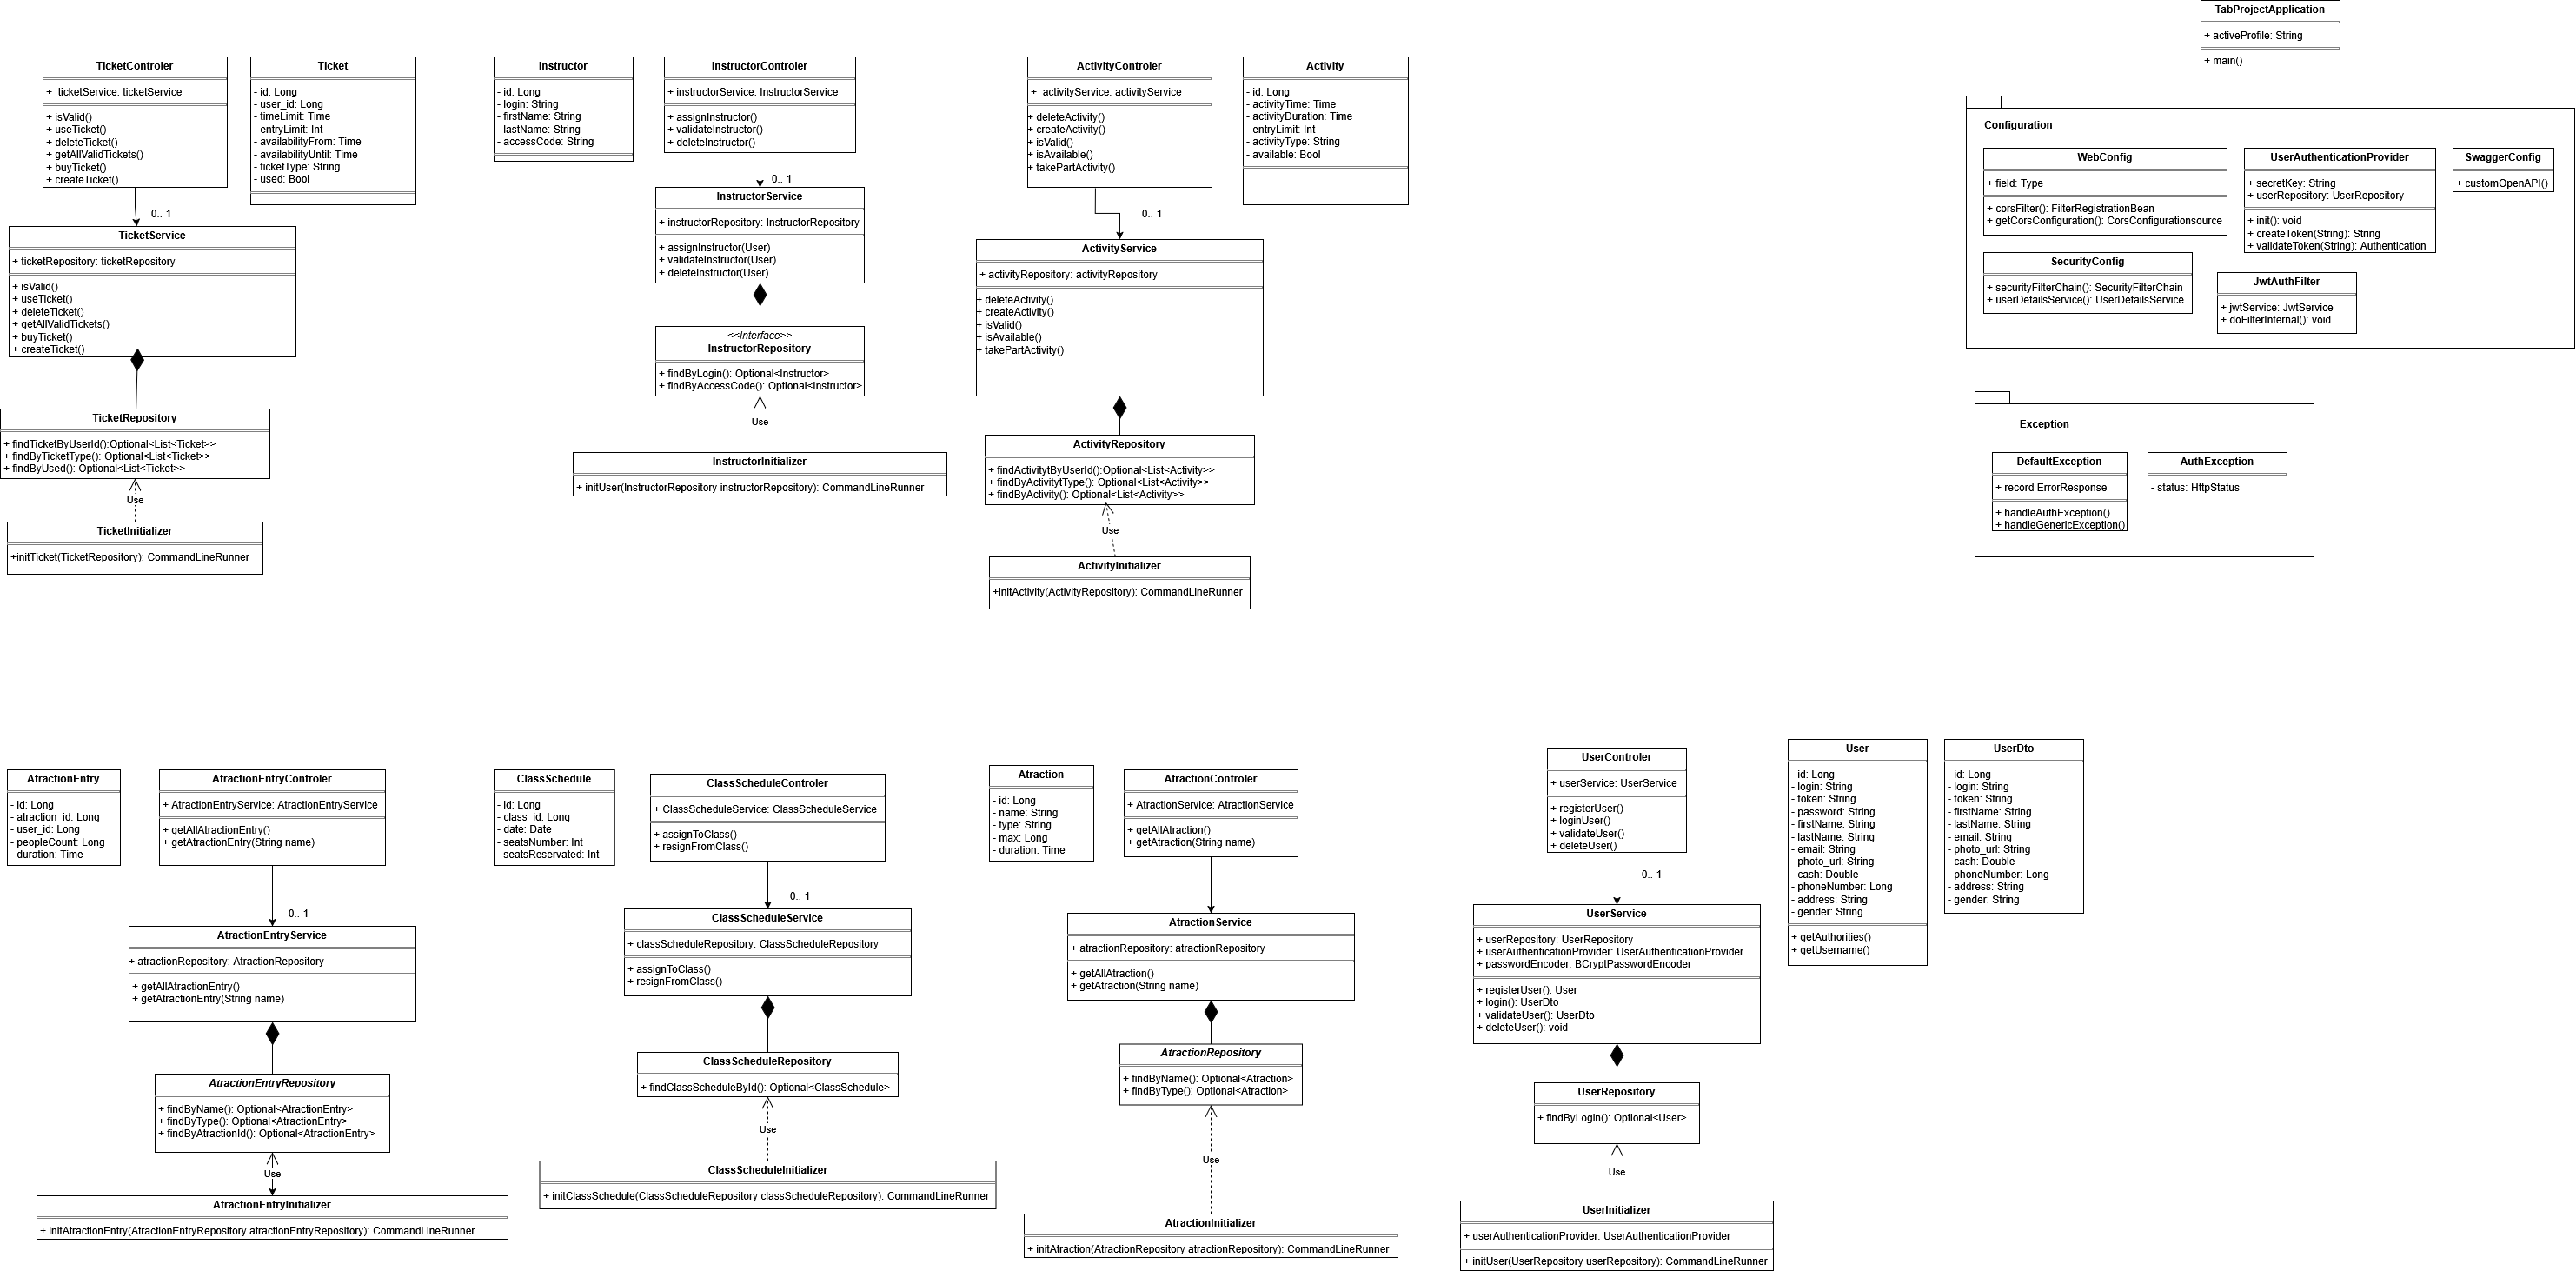 TabProjectApplication
+ activeProfile: String
+ main()
TicketControler
+  ticketService: ticketService
+ isValid()
+ useTicket()
+ deleteTicket()
+ getAllValidTickets()
+ buyTicket()
+ createTicket()
0.. 1
Ticket
- id: Long
- user_id: Long
- timeLimit: Time
- entryLimit: Int
- availabilityFrom: Time
- availabilityUntil: Time
- ticketType: String
- used: Bool
TicketService
+ ticketRepository: ticketRepository
+ isValid()
+ useTicket()
+ deleteTicket()
+ getAllValidTickets()
+ buyTicket()
+ createTicket()
TicketRepository
+ findTicketByUserId():Optional<List<Ticket>>
+ findByTicketType(): Optional<List<Ticket>>
+ findByUsed(): Optional<List<Ticket>>
Use
TicketInitializer
+initTicket(TicketRepository): CommandLineRunner
Instructor
- id: Long
- login: String
- firstName: String
- lastName: String
- accessCode: String
InstructorControler
+ instructorService: InstructorService
+ assignInstructor()
+ validateInstructor()
+ deleteInstructor()
0.. 1
InstructorService
+ instructorRepository: InstructorRepository
+ assignInstructor(User)
+ validateInstructor(User)
+ deleteInstructor(User)
<<Interface>>
InstructorRepository
+ findByLogin(): Optional<Instructor>
+ findByAccessCode(): Optional<Instructor>
Use
InstructorInitializer
+ initUser(InstructorRepository instructorRepository): CommandLineRunner
ActivityControler
+  activityService: activityService
+ deleteActivity()
+ createActivity()
+ isValid()
+ isAvailable()
+ takePartActivity()
0.. 1
Activity
- id: Long
- activityTime: Time
- activityDuration: Time
- entryLimit: Int
- activityType: String
- available: Bool
ActivityService
+ activityRepository: activityRepository
+ deleteActivity()
+ createActivity()
+ isValid()
+ isAvailable()
+ takePartActivity()
ActivityRepository
+ findActivitytByUserId():Optional<List<Activity>>
+ findByActivitytType(): Optional<List<Activity>>
+ findByActivity(): Optional<List<Activity>>
Use
ActivityInitializer
+initActivity(ActivityRepository): CommandLineRunner
Configuration
WebConfig
+ field: Type
+ corsFilter(): FilterRegistrationBean
+ getCorsConfiguration(): CorsConfigurationsource
UserAuthenticationProvider
+ secretKey: String
+ userRepository: UserRepository
+ init(): void
+ createToken(String): String
+ validateToken(String): Authentication
SwaggerConfig
+ customOpenAPI()
SecurityConfig
+ securityFilterChain(): SecurityFilterChain
+ userDetailsService(): UserDetailsService
JwtAuthFilter
+ jwtService: JwtService
+ doFilterInternal(): void
Exception
DefaultException
+ record ErrorResponse
+ handleAuthException()
+ handleGenericException()
AuthException
- status: HttpStatus
AtractionEntry
- id: Long
- atraction_id: Long
- user_id: Long
- peopleCount: Long
- duration: Time
AtractionEntryControler
+ AtractionEntryService: AtractionEntryService
+ getAllAtractionEntry()
+ getAtractionEntry(String name)
0.. 1
AtractionEntryService
+ atractionRepository: AtractionRepository
+ getAllAtractionEntry()
+ getAtractionEntry(String name)
AtractionEntryRepository
+ findByName(): Optional<AtractionEntry>
+ findByType(): Optional<AtractionEntry>
+ findByAtractionId(): Optional<AtractionEntry>
Use
AtractionEntryInitializer
+ initAtractionEntry(AtractionEntryRepository atractionEntryRepository): CommandLineRunner
ClassSchedule
- id: Long
- class_id: Long
- date: Date
- seatsNumber: Int
- seatsReserved: Int
ClassScheduleControler
+ ClassScheduleService: ClassScheduleService
+ assignToClass()
+ resignFromClass()
0.. 1
ClassScheduleService
+ classScheduleRepository: ClassScheduleRepository
+ assignToClass()
+ resignFromClass()
ClassScheduleRepository
+ findClassScheduleById(): Optional<ClassSchedule>
Use
ClassScheduleInitializer
+ initClassSchedule(ClassScheduleRepository classScheduleRepository): CommandLineRunner
Atraction
- id: Long
- name: String
- type: String
- max: Long
- duration: Time
AtractionControler
+ AtractionService: AtractionService
+ getAllAtraction()
+ getAtraction(String name)
AtractionService
+ atractionRepository: atractionRepository
+ getAllAtraction()
+ getAtraction(String name)
AtractionRepository
+ findByName(): Optional<Atraction>
+ findByType(): Optional<Atraction>
Use
AtractionInitializer
+ initAtraction(AtractionRepository atractionRepository): CommandLineRunner
UserControler
+ userService: UserService
+ registerUser()
+ loginUser()
+ validateUser()
+ deleteUser()
0.. 1
UserService
+ userRepository: UserRepository
+ userAuthenticationProvider: UserAuthenticationProvider
+ passwordEncoder: BCryptPasswordEncoder
+ registerUser(): User
+ login(): UserDto
+ validateUser(): UserDto
+ deleteUser(): void
UserRepository
+ findByLogin(): Optional<User>
Use
UserInitializer
+ userAuthenticationProvider: UserAuthenticationProvider
+ initUser(UserRepository userRepository): CommandLineRunner
User
- id: Long
- login: String
- token: String
- password: String
- firstName: String
- lastName: String
- email: String
- photo_url: String
- cash: Double
- phoneNumber: Long
- address: String
- gender: String
+ getAuthorities()
+ getUsername()
UserDto
- id: Long
- login: String
- token: String
- firstName: String
- lastName: String
- email: String
- photo_url: String
- cash: Double
- phoneNumber: Long
- address: String
- gender: String